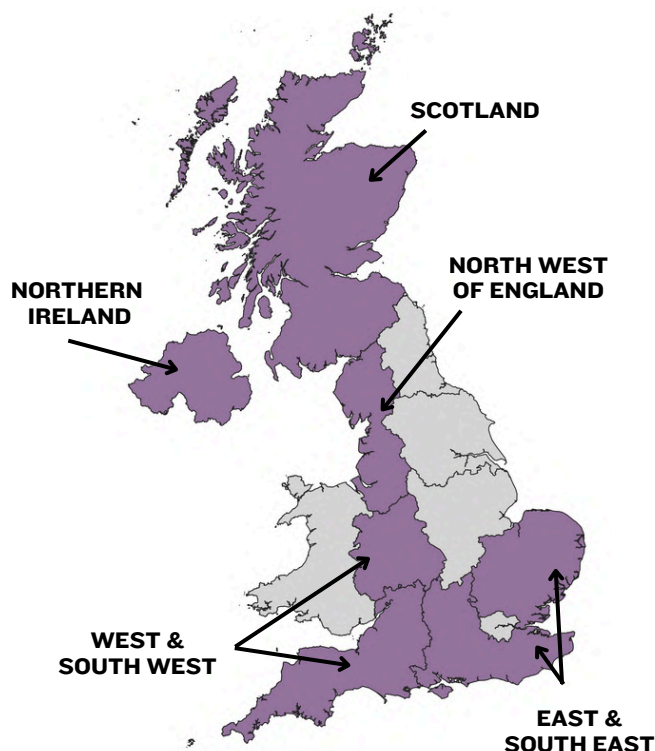 SCOTLAND
NORTH WEST
OF ENGLAND
NORTHERN
IRELAND
WEST &
SOUTH WEST
EAST &
SOUTH EAST